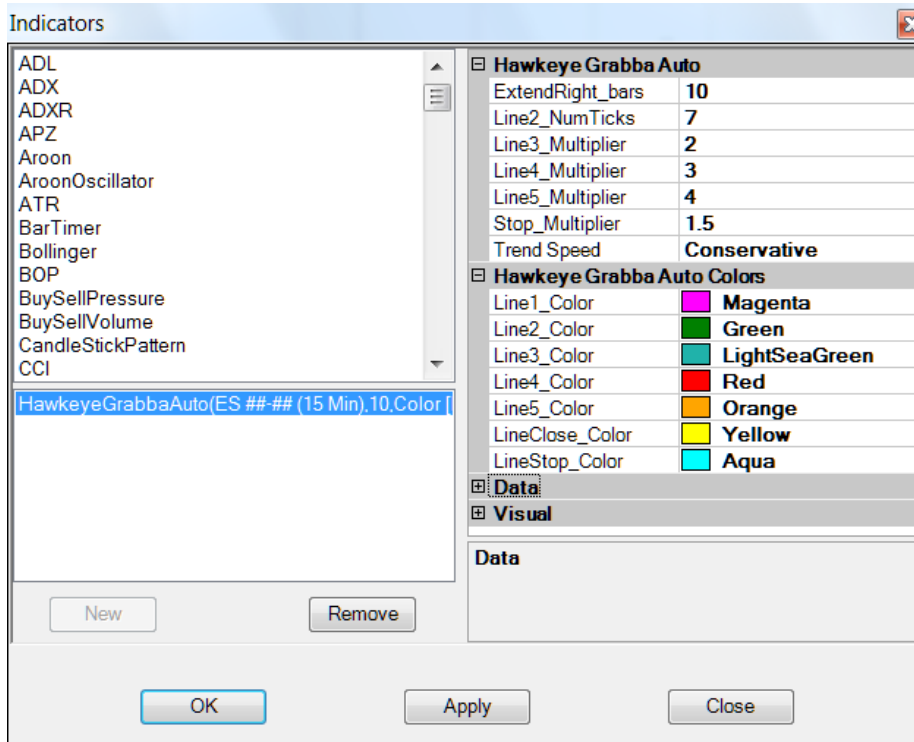 Indicators
ADL
ADX
ADXR
APZ
Aroon
AroonOscillator
ATR
BarTimer
Bollinger
BOP
BuySellPressure
BuySellVolume
CandleStickPattern
CCI
HawkeyeGrabbaAuto(ES ##-## (15 Min),10,Color [
New
Remove
Hawkeye Grabba Auto
ExtendRight_bars 10
Line2_NumTicks 7
Line3_Multiplier 2
Line4_Multiplier 3
Line5_Multiplier 4
Stop_Multiplier 1.5
Trend Speed Conservative
Hawkeye Grabba Auto Colors
Line1_Color Magenta
Line2_Color Green
Line3_Color LightSeaGreen
Line4_Color Red
Line5_Color Orange
LineClose_Color Yellow
LineStop_Color Aqua
Data
Visual
Data
OK
Apply
Close